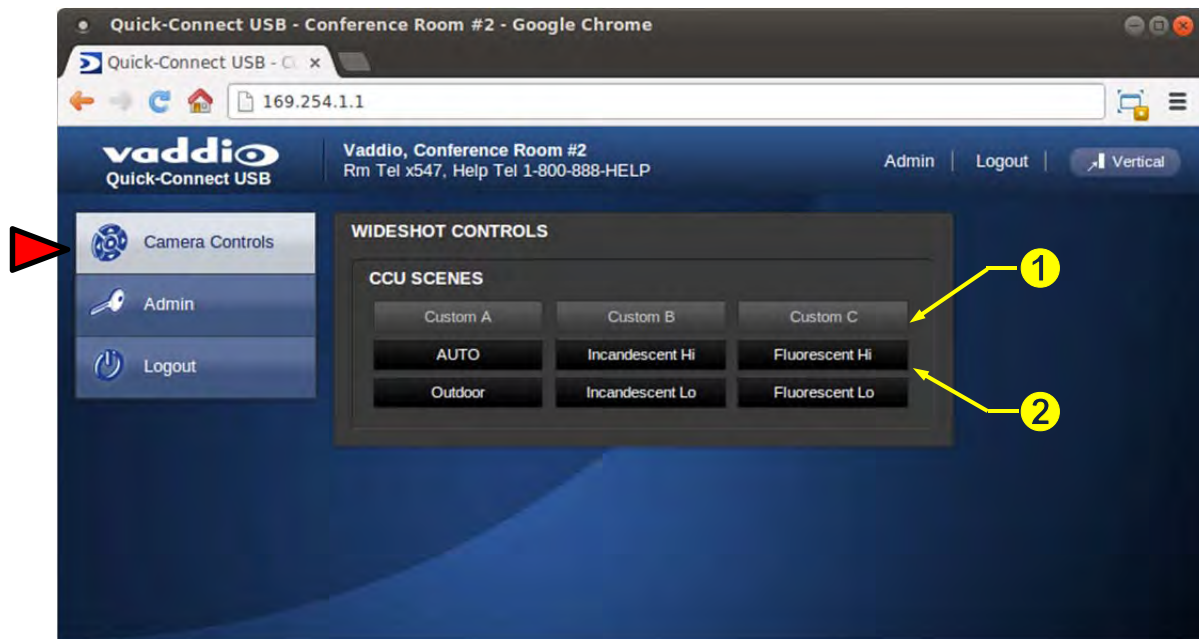 Quick-Connect USB - Conference Room #2 - Google Chrome
Quick-Connect USB - C
169.254.1.1
vaddio
Quick-Connect USB
Vaddio, Conference Room #2
Rm Tel x547, Help Tel 1-800-888-HELP
Admin | Logout | Vertical
Camera Controls
Admin
Logout
WIDESHOT CONTROLS
CCU SCENES
Custom A Custom B Custom C
AUTO Incandescent Hi Fluorescent Hi
Outdoor Incandescent Lo Fluorescent Lo
1
2